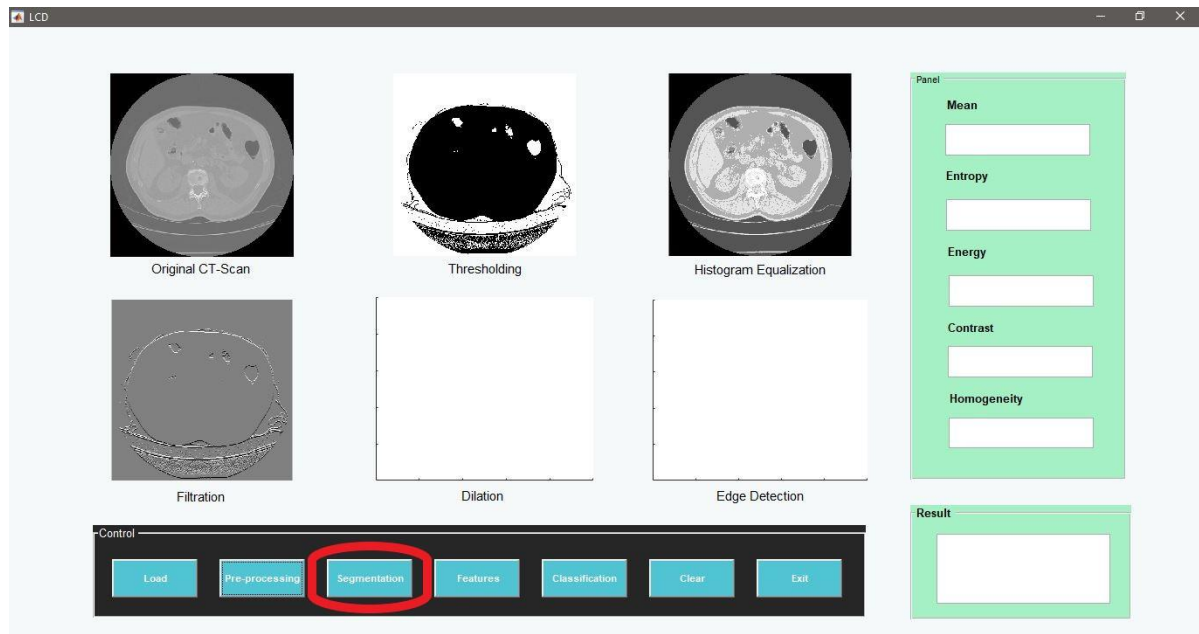 LCD
Original CT-Scan
Thresholding
Histogram Equalization
Filtration
Dilation
Edge Detection
Panel
Mean
Entropy
Energy
Contrast
Homogeneity
Control
Load
Pre-processing
Segmentation
Features
Classification
Clear
Exit
Result